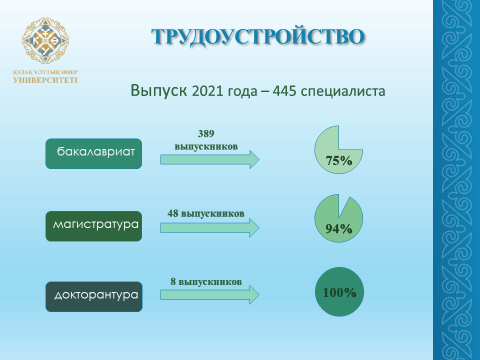 ҚАЗАҚ ҰЛТТЫҚ ӨНЕР
УНИВЕРСИТЕТІ
ТРУДОУСТРОЙСТВО
Выпуск 2021 года – 445 специалиста
бакалавриат
389
выпускников
75%
магистратура
48 выпускников
94%
докторантура
8 выпускников
100%